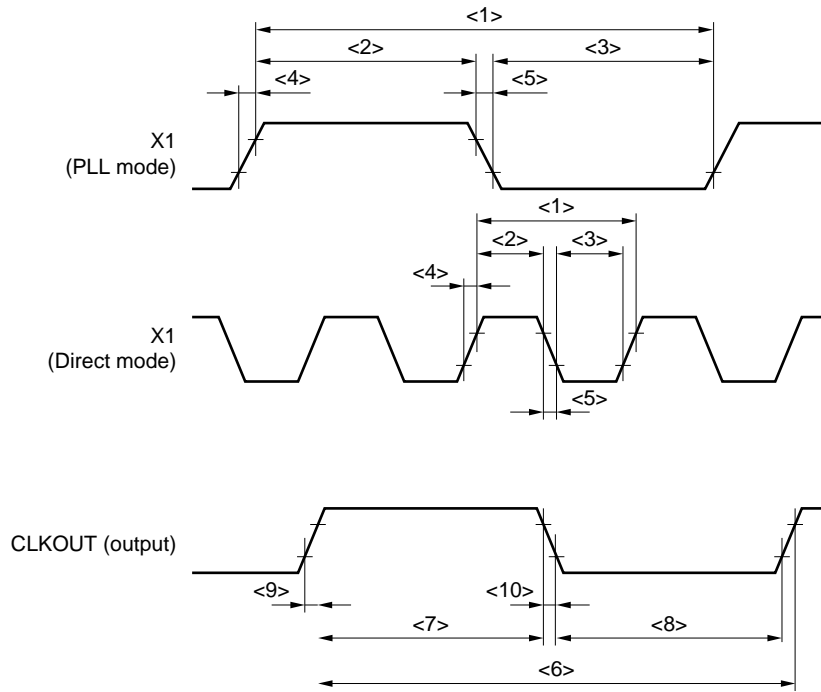 <1>
<2> <3>
<4> <5>
X1
(PLL mode)
<1>
<2> <3>
<4>
X1
(Direct mode)
<5>
CLKOUT (output)
<9> <10>
<7> <8>
<6>